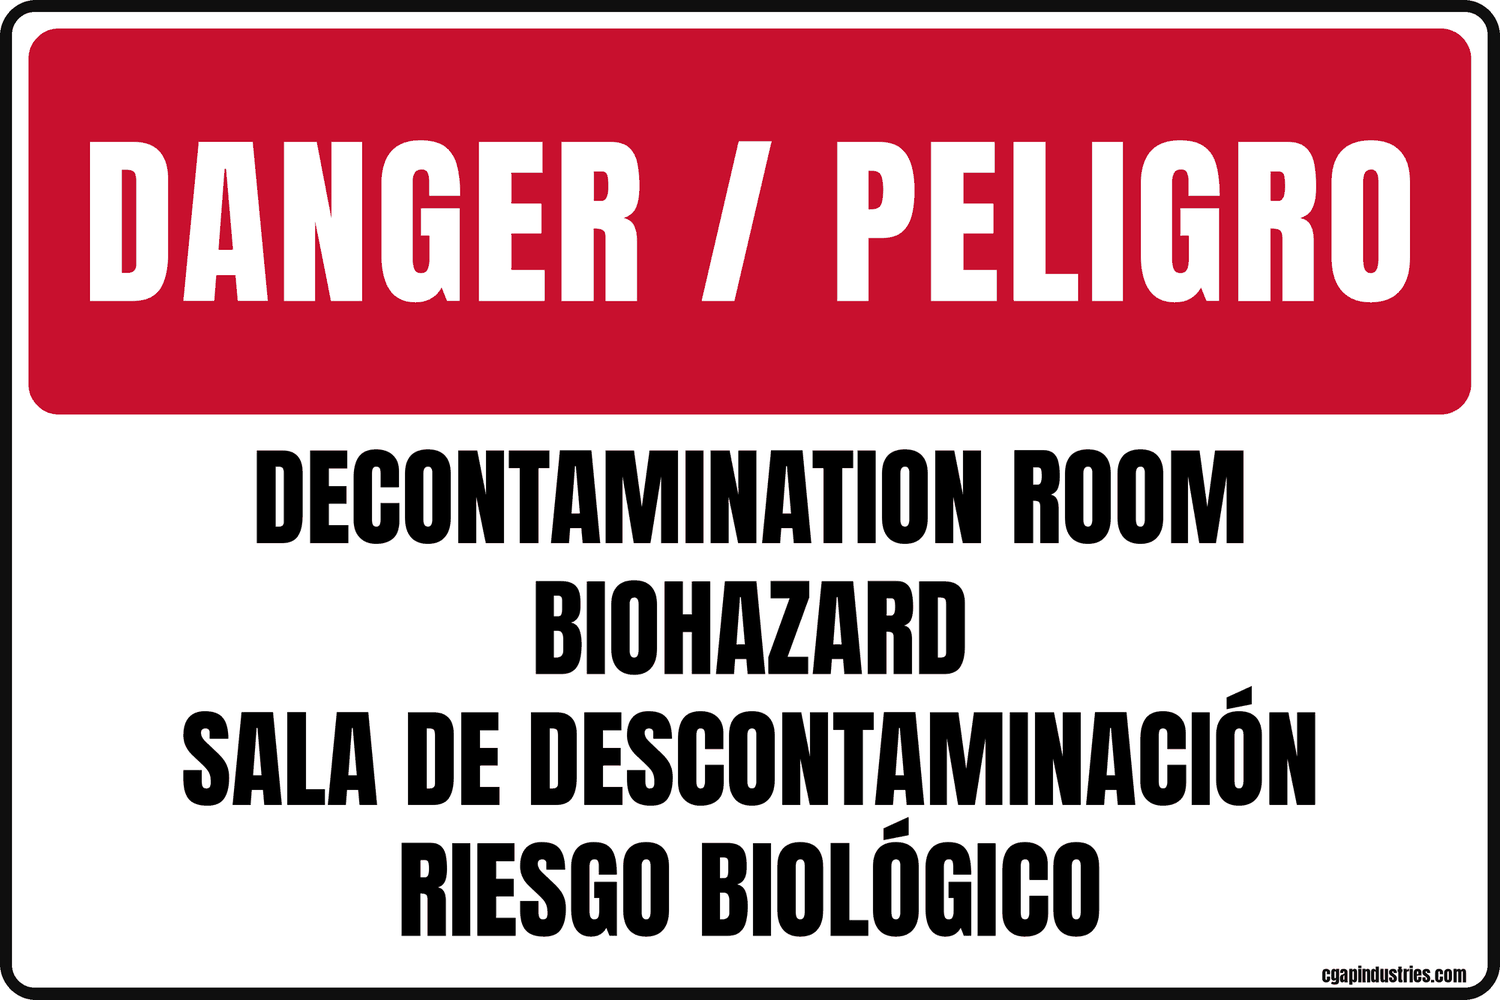 DANGER / PELIGRO
DECONTAMINATION ROOM
BIOHAZARD
SALA DE DESCONTAMINACIÓN
RIESGO BIOLÓGICO
cgapindustries.com